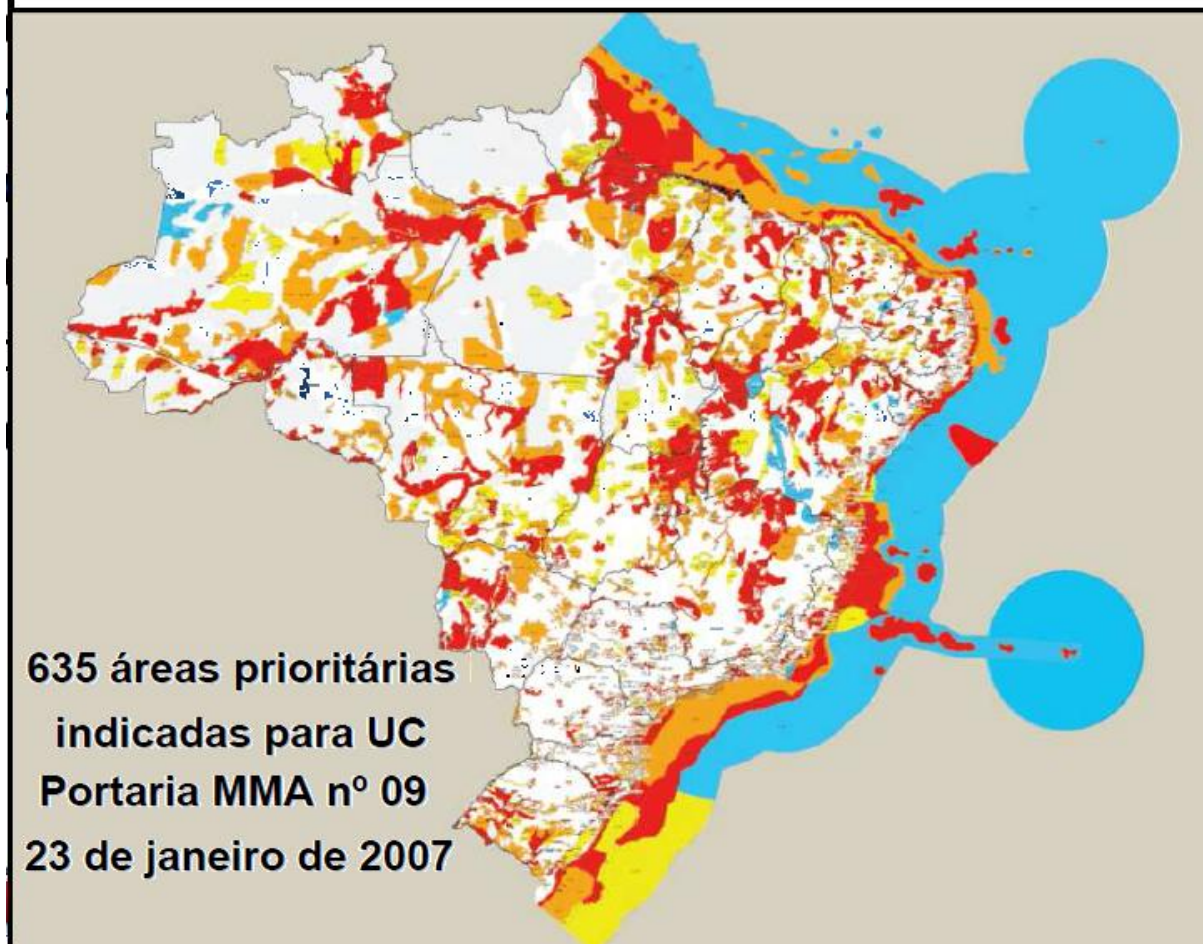 635 áreas prioritárias
indicadas para UC
Portaria MMA nº 09
23 de janeiro de 2007